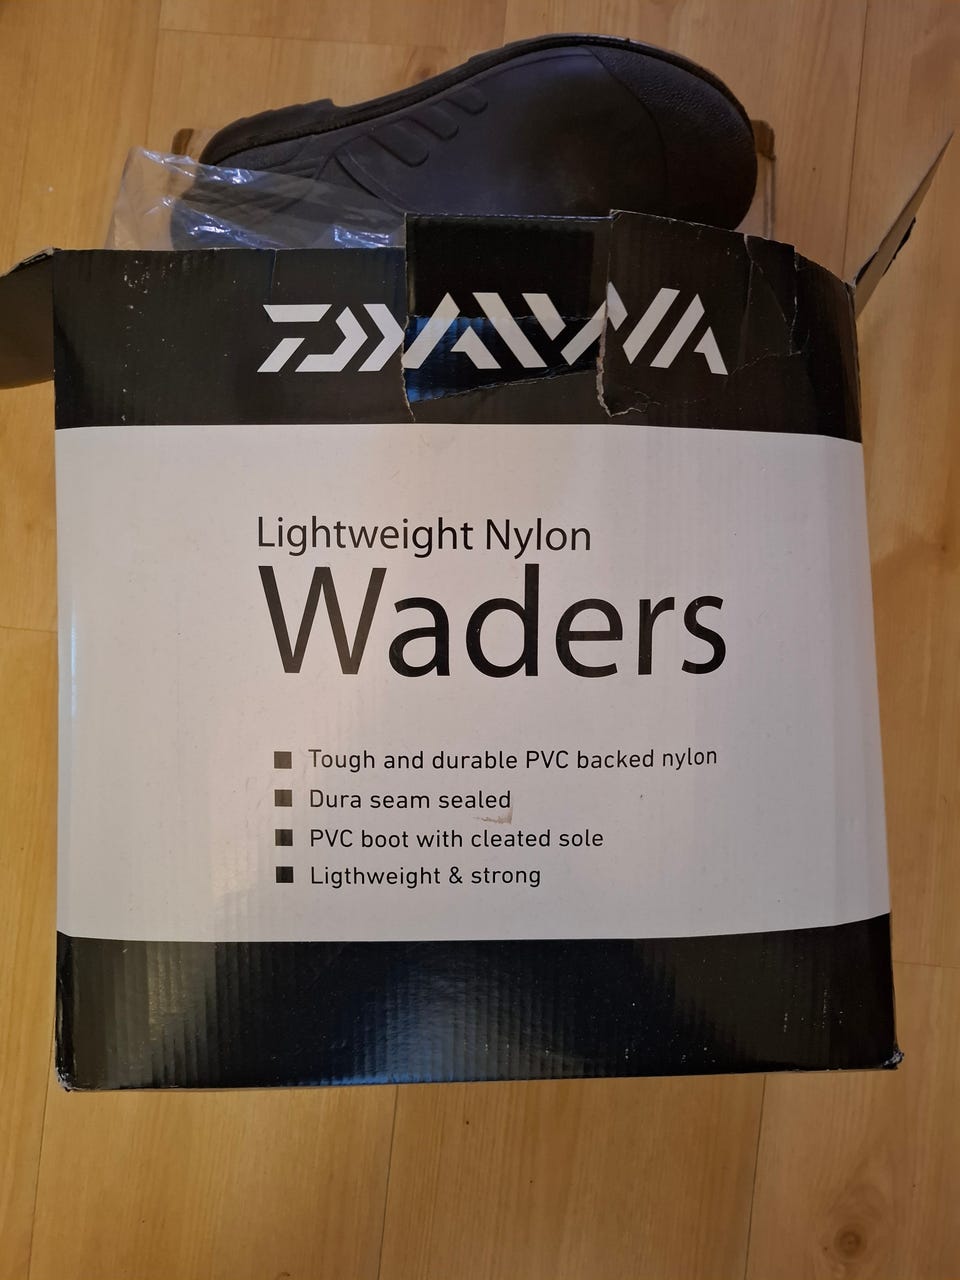 DAIWA
Lightweight Nylon
Waders
Tough and durable PVC backed nylon
Dura seam sealed
PVC boot with cleated sole
Ligthweight & strong